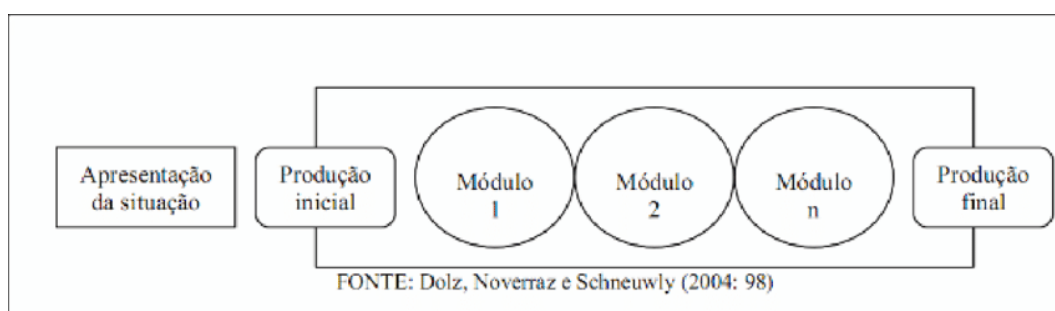 Apresentação
da situação
Produção
inicial
Módulo
1
Módulo
2
Módulo
n
Produção
final
FONTE: Dolz, Noverraz e Schneuwly (2004: 98)